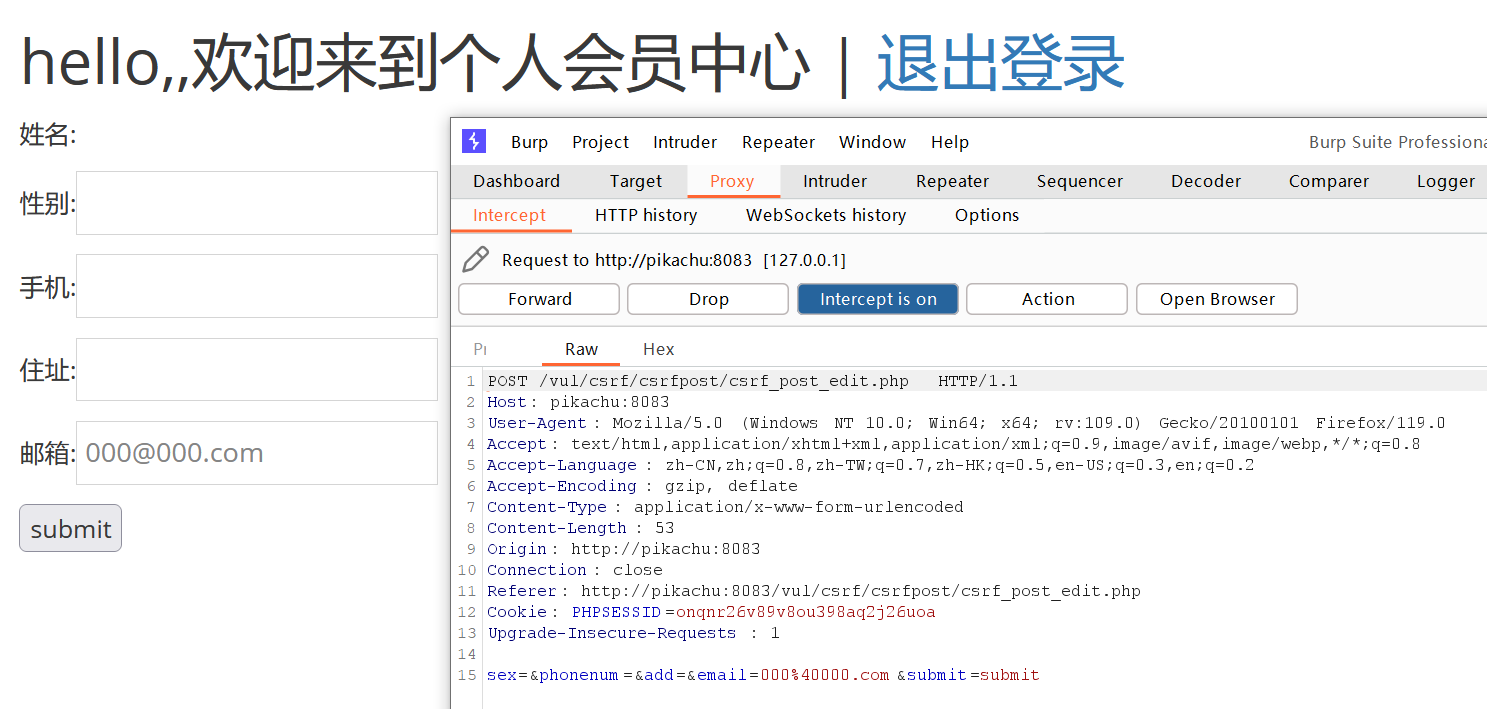 hello,,欢迎来到个人会员中心 | 退出登录
姓名:
性别:
手机:
住址:
邮箱: 000@000.com
submit
Burp Project Intruder Repeater Window Help Burp Suite Professiona
Dashboard Target Proxy Intruder Repeater Sequencer Decoder Comparer Logger
Intercept HTTP history WebSockets history Options
Request to http://pikachu:8083 [127.0.0.1]
Forward Drop Intercept is on Action Open Browser
Raw Hex
1 POST /vul/csrf/csrfpost/csrf_post_edit.php HTTP/1.1
2 Host: pikachu:8083
3 User-Agent: Mozilla/5.0 (Windows NT 10.0; Win64; x64; rv:109.0) Gecko/20100101 Firefox/119.0
4 Accept: text/html,application/xhtml+xml,application/xml;q=0.9,image/avif,image/webp,*/*;q=0.8
5 Accept-Language: zh-CN,zh;q=0.8,zh-TW;q=0.7,zh-HK;q=0.5,en-US;q=0.3,en;q=0.2
6 Accept-Encoding: gzip, deflate
7 Content-Type: application/x-www-form-urlencoded
8 Content-Length: 53
9 Origin: http://pikachu:8083
10 Connection: close
11 Referer: http://pikachu:8083/vul/csrf/csrfpost/csrf_post_edit.php
12 Cookie: PHPSESSID=onqnr26v89v8ou398aq2j26uoa
13 Upgrade-Insecure-Requests: 1
14
15 sex=&phonenum=&add=&email=000%40000.com&submit=submit